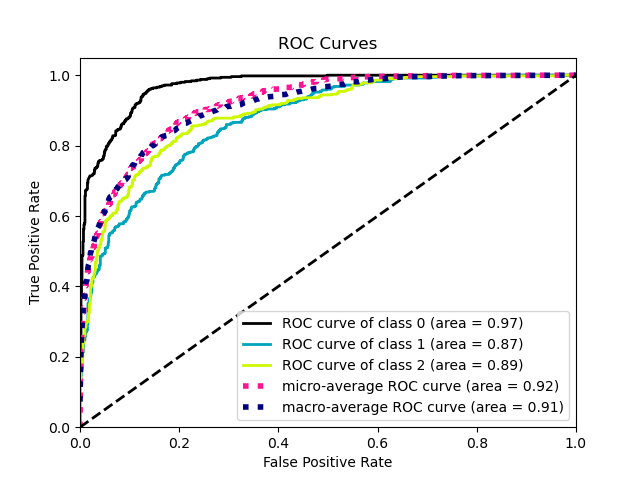 ROC Curves
True Positive Rate
1.0
0.8
0.6
0.4
0.2
0.0
ROC curve of class 0 (area = 0.97)
ROC curve of class 1 (area = 0.87)
ROC curve of class 2 (area = 0.89)
micro-average ROC curve (area = 0.92)
macro-average ROC curve (area = 0.91)
0.0 0.2 0.4 0.6 0.8 1.0
False Positive Rate